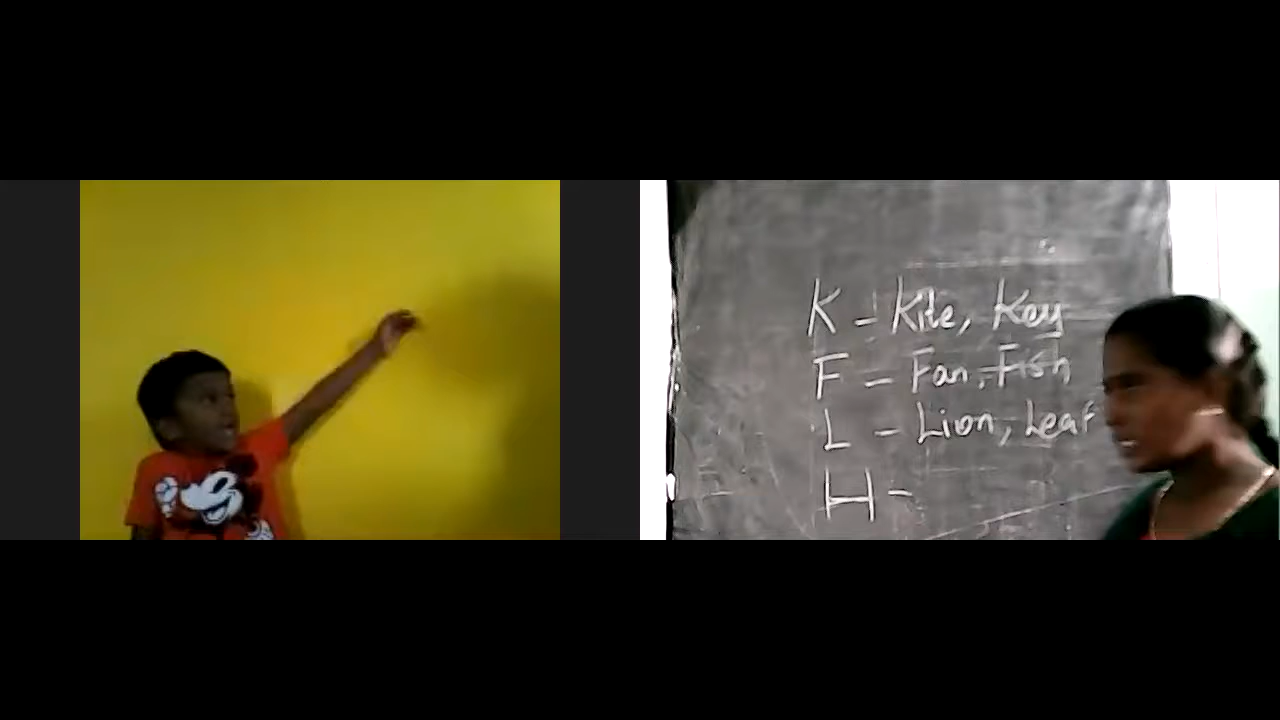 K - Kite, Key
F - Fan, Fish
L - Lion, Leaf
H -